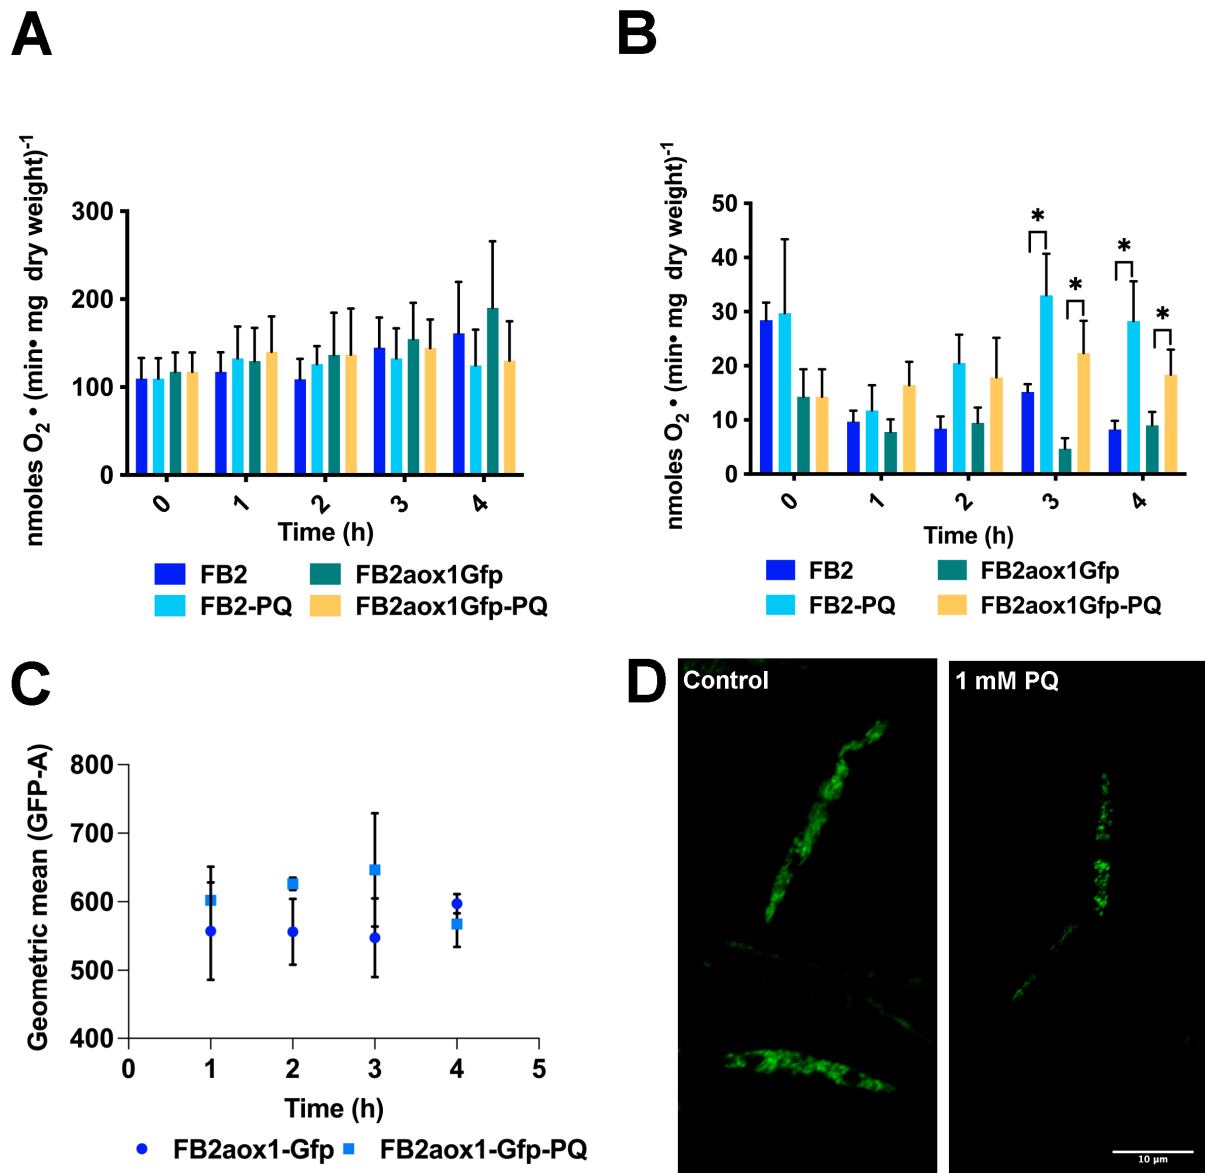 A
nmoles O2 • (min• mg dry weight)-1
300
200
100
0
0 1 2 3 4
Time (h)
FB2 FB2aox1Gfp
FB2-PQ FB2aox1Gfp-PQ
B
nmoles O2 • (min• mg dry weight)-1
50
40
30
20
10
0
* * * *
0 1 2 3 4
Time (h)
FB2 FB2aox1Gfp
FB2-PQ FB2aox1Gfp-PQ
C
Geometric mean (GFP-A)
800
700
600
500
400
0 1 2 3 4 5
Time (h)
FB2aox1-Gfp FB2aox1-Gfp-PQ
D
Control
1 mM PQ
10 µm